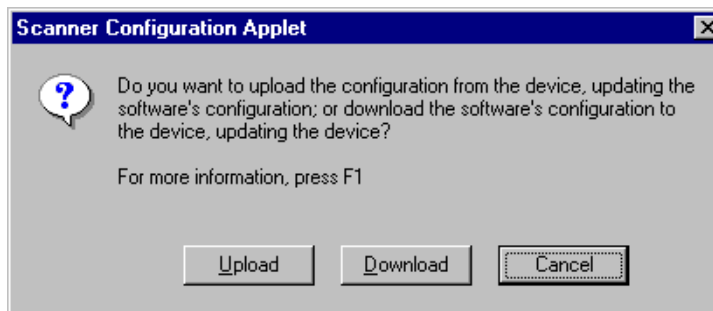 Scanner Configuration Applet
?
Do you want to upload the configuration from the device, updating the
software's configuration; or download the software's configuration to
the device, updating the device?
For more information, press F1
Upload Download Cancel